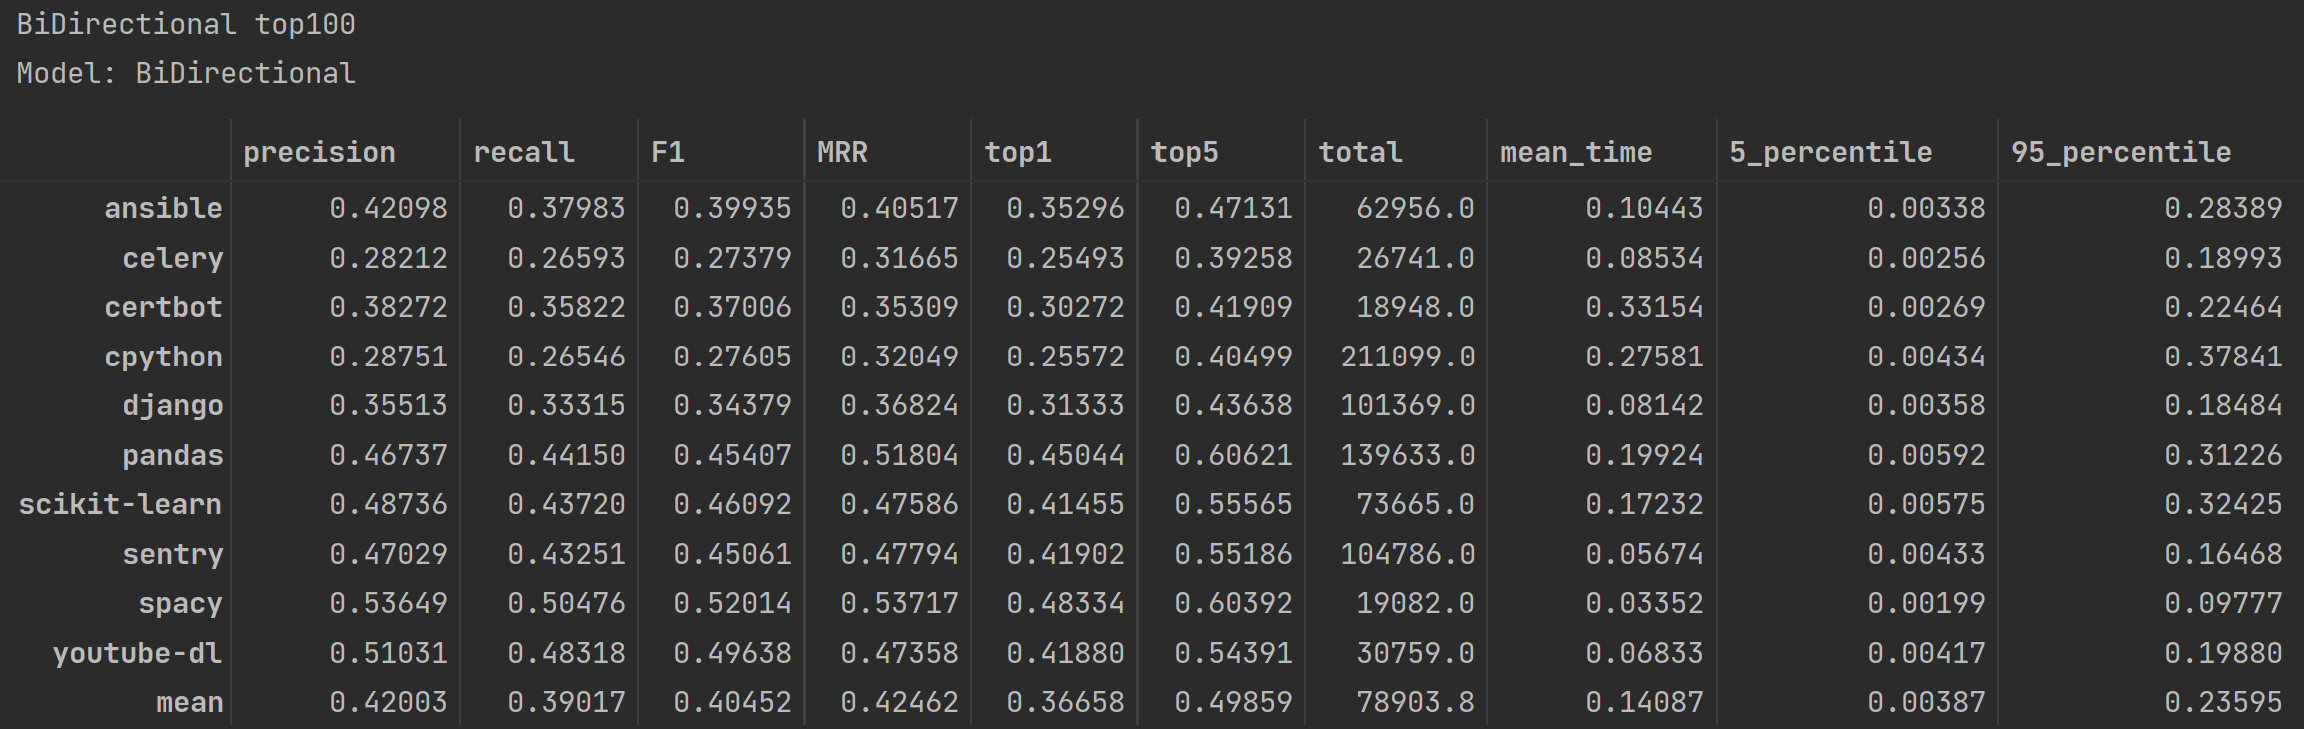 BiDirectional top100
Model: BiDirectional
precision recall F1 MRR top1 top5 total mean_time 5_percentile 95_percentile
ansible 0.42098 0.37983 0.39935 0.40517 0.35296 0.47131 62956.0 0.10443 0.00338 0.28389
celery 0.28212 0.26593 0.27379 0.31665 0.25493 0.39258 26741.0 0.08534 0.00256 0.18993
certbot 0.38272 0.35822 0.37006 0.35309 0.30272 0.41909 18948.0 0.33154 0.00269 0.22464
cpython 0.28751 0.26546 0.27605 0.32049 0.25572 0.40499 211099.0 0.27581 0.00434 0.37841
django 0.35513 0.33315 0.34379 0.36824 0.31333 0.43638 101369.0 0.08142 0.00358 0.18484
pandas 0.46737 0.44150 0.45407 0.51804 0.45044 0.60621 139633.0 0.19924 0.00592 0.31226
scikit-learn 0.48736 0.43720 0.46092 0.47586 0.41455 0.55565 73665.0 0.17232 0.00575 0.32425
sentry 0.47029 0.43251 0.45061 0.47794 0.41902 0.55186 104786.0 0.05674 0.00433 0.16468
spacy 0.53649 0.50476 0.52014 0.53717 0.48334 0.60392 19082.0 0.03352 0.00199 0.09777
youtube-dl 0.51031 0.48318 0.49638 0.47358 0.41880 0.54391 30759.0 0.06833 0.00417 0.19880
mean 0.42003 0.39017 0.40452 0.42462 0.36658 0.49859 78903.8 0.14087 0.00387 0.23595